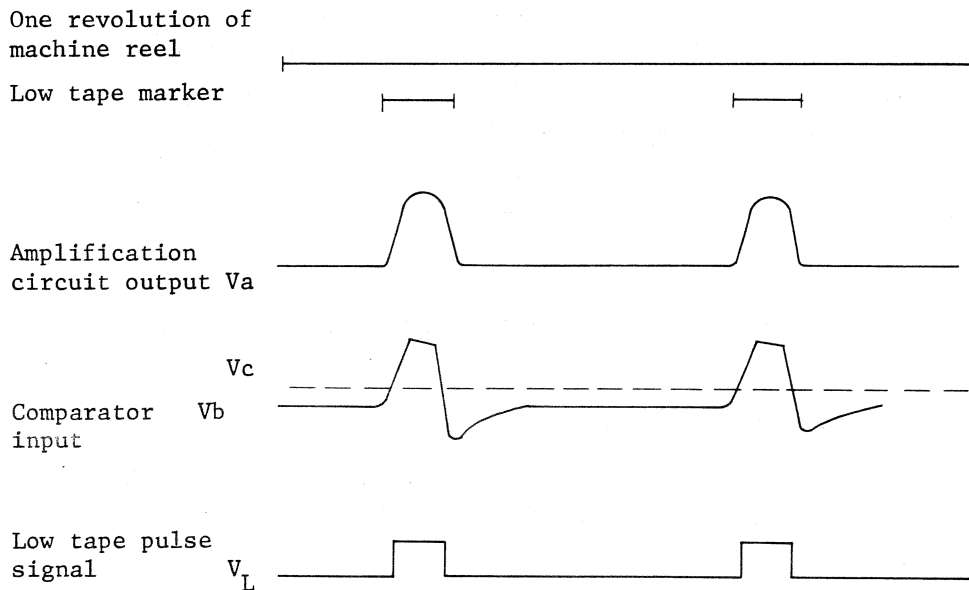 One revolution of
machine reel
Low tape marker
Amplification
circuit output Va
Vc
Comparator Vb
input
Low tape pulse
signal V_L